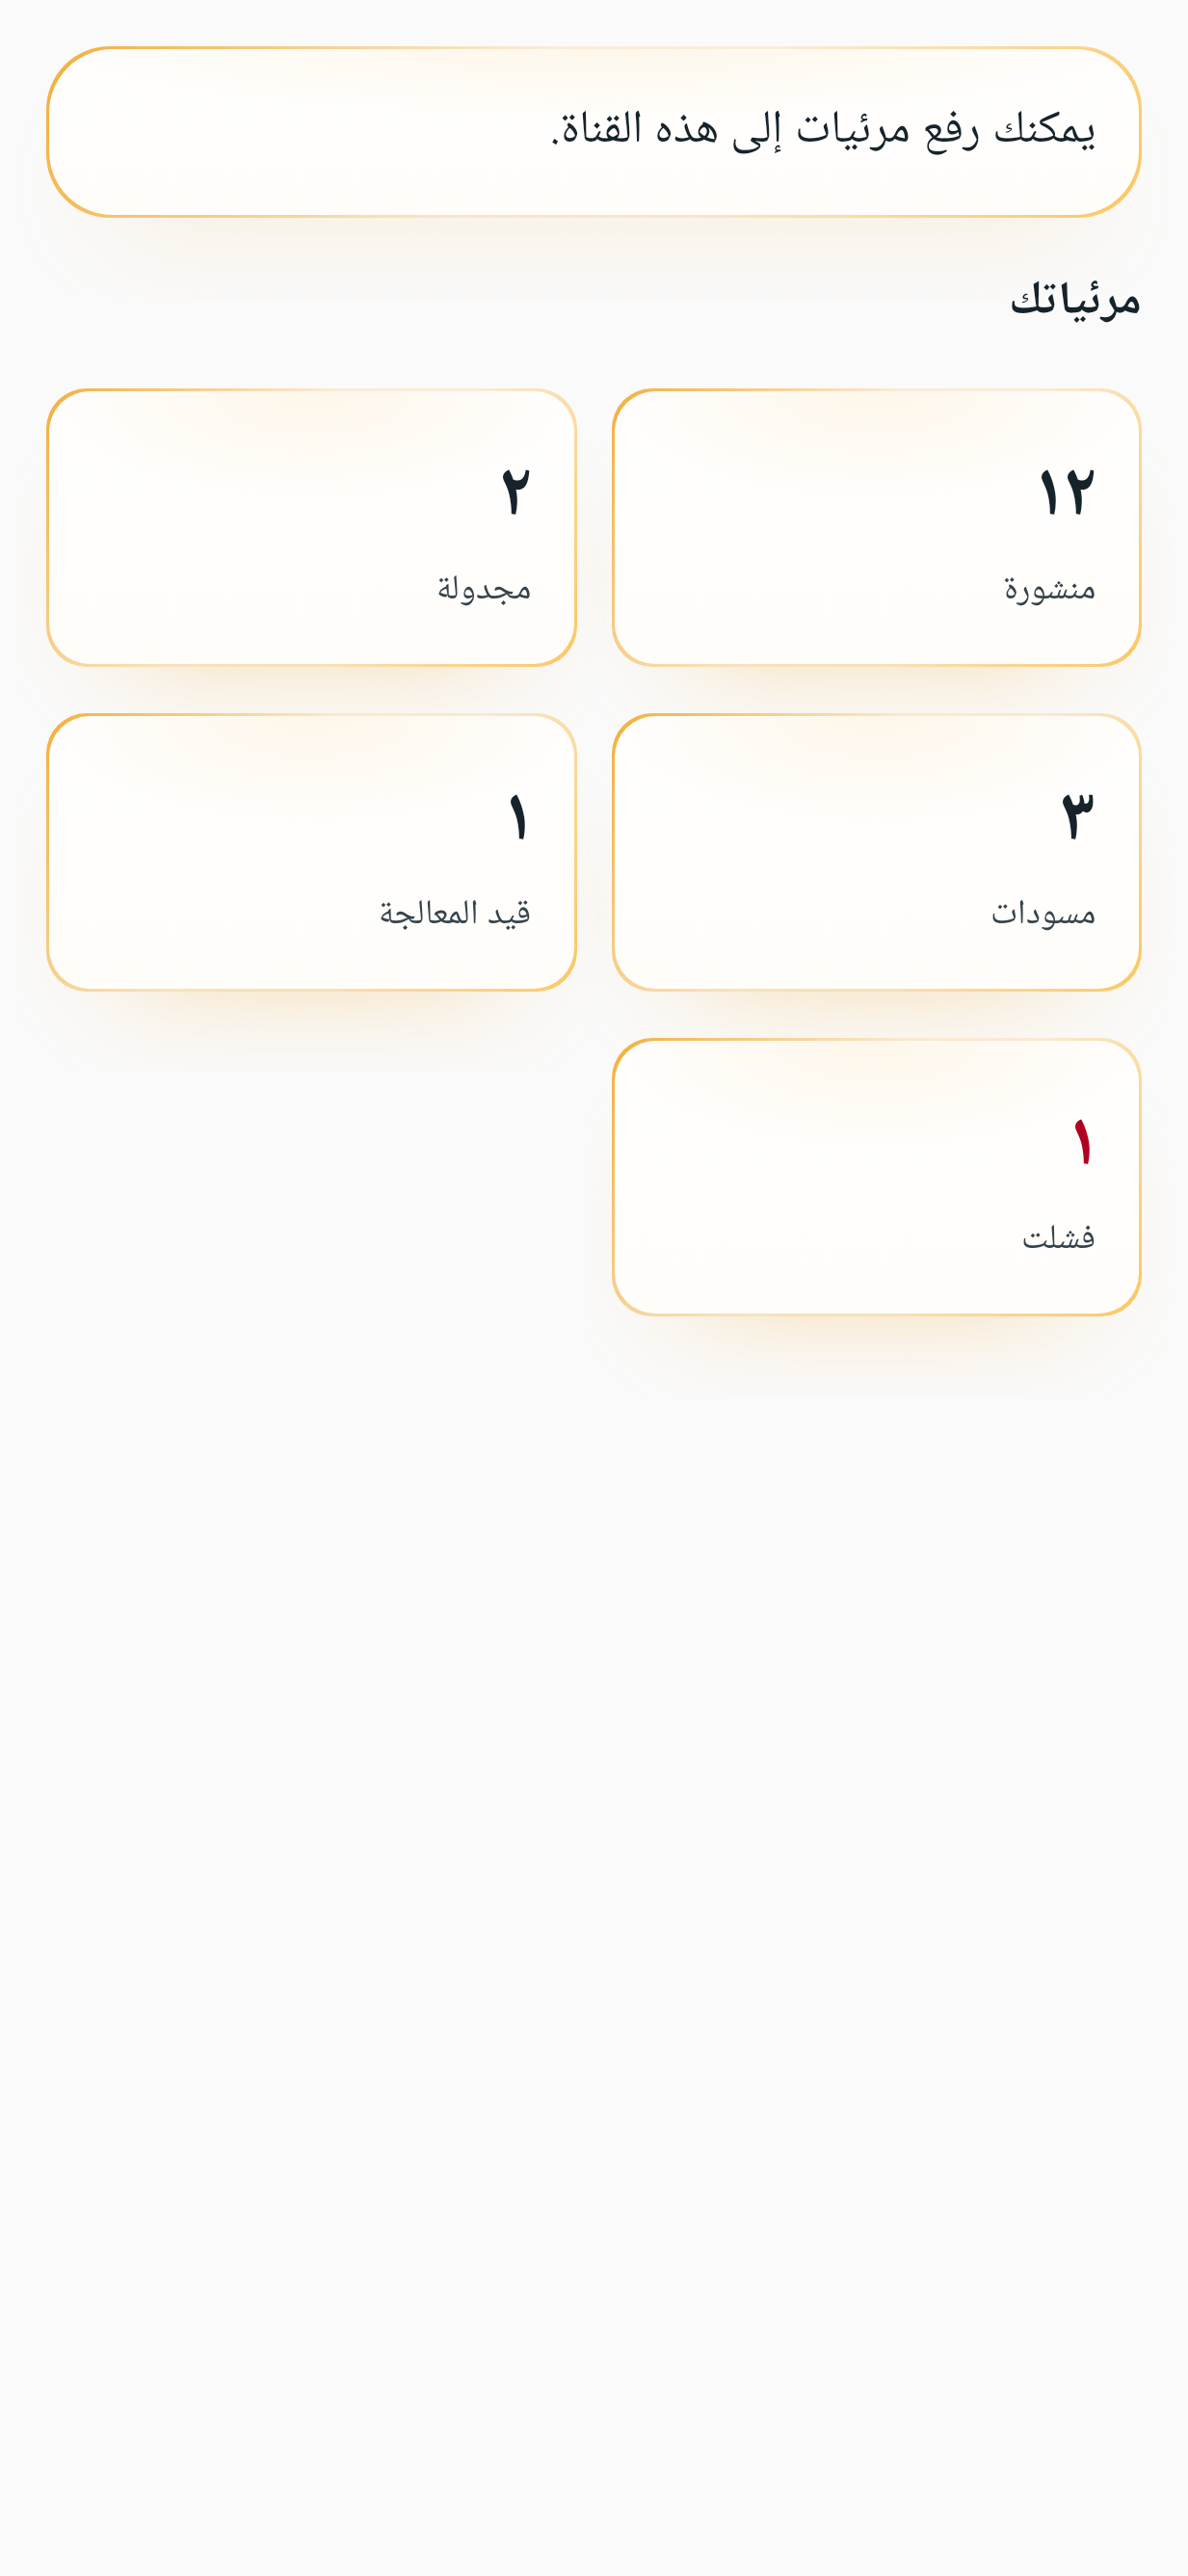 يمكنك رفع مرئيات إلى هذه القناة.
مرئياتك
١٢
منشورة
٢
مجدولة
٣
مسودات
١
قيد المعالجة
١
فشلت